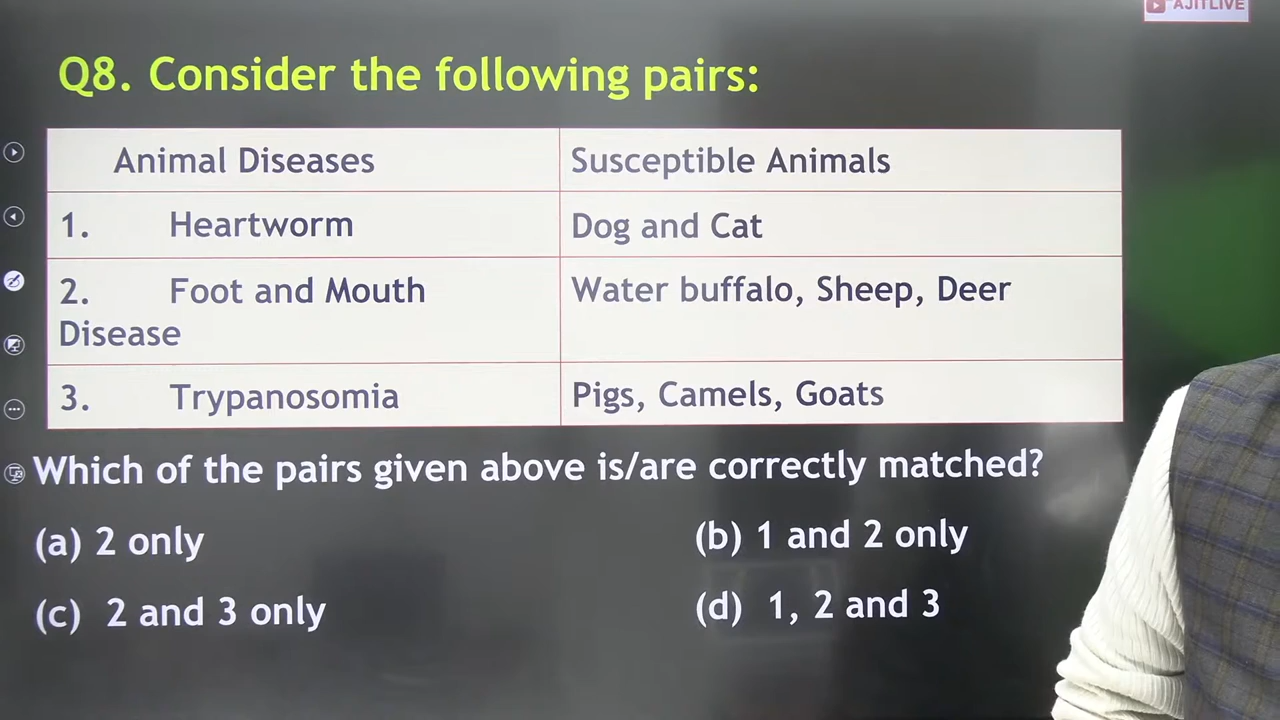 AJITLIVE
Q8. Consider the following pairs:
Animal Diseases Susceptible Animals
1. Heartworm Dog and Cat
2. Foot and Mouth Water buffalo, Sheep, Deer
Disease
3. Trypanosomia Pigs, Camels, Goats
Which of the pairs given above is/are correctly matched?
(a) 2 only (b) 1 and 2 only
(c) 2 and 3 only (d) 1, 2 and 3